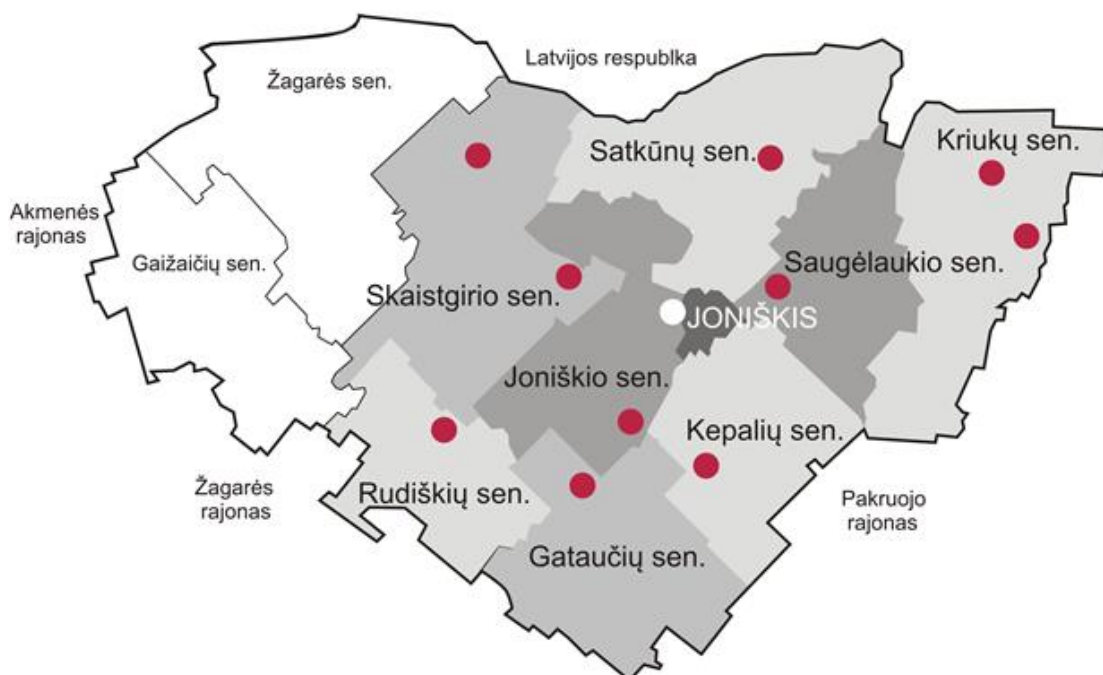 Latvijos respublka
Žagarės sen.
Satkūnų sen.
Kriukų sen.
Akmenės
rajonas
Gaižaičių sen.
Skaistgirio sen.
Saugėlaukio sen.
JONIŠKIS
Joniškio sen.
Kepalių sen.
Žagarės
rajonas
Rudiškių sen.
Pakruojo
rajonas
Gataučių sen.